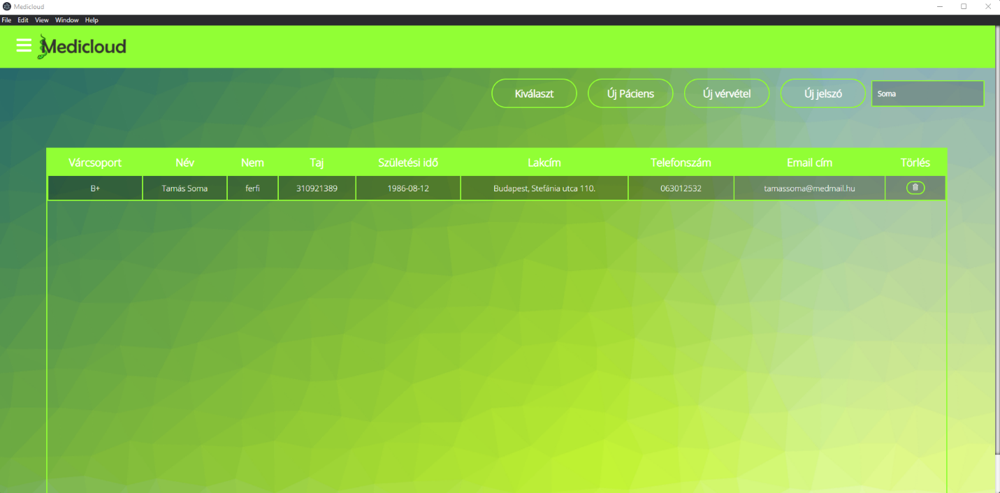 Medicloud
File Edit View Window Help
Medicloud
Kiválaszt Új Páciens Új vérvétel Új jelszó Soma
Várcsoport Név Nem Taj Születési idő Lakcím Telefonszám Email cím Törlés
B+ Tamás Soma ferfi 310921389 1986-08-12 Budapest, Stefánia utca 110. 063012532 tamassoma@medmail.hu